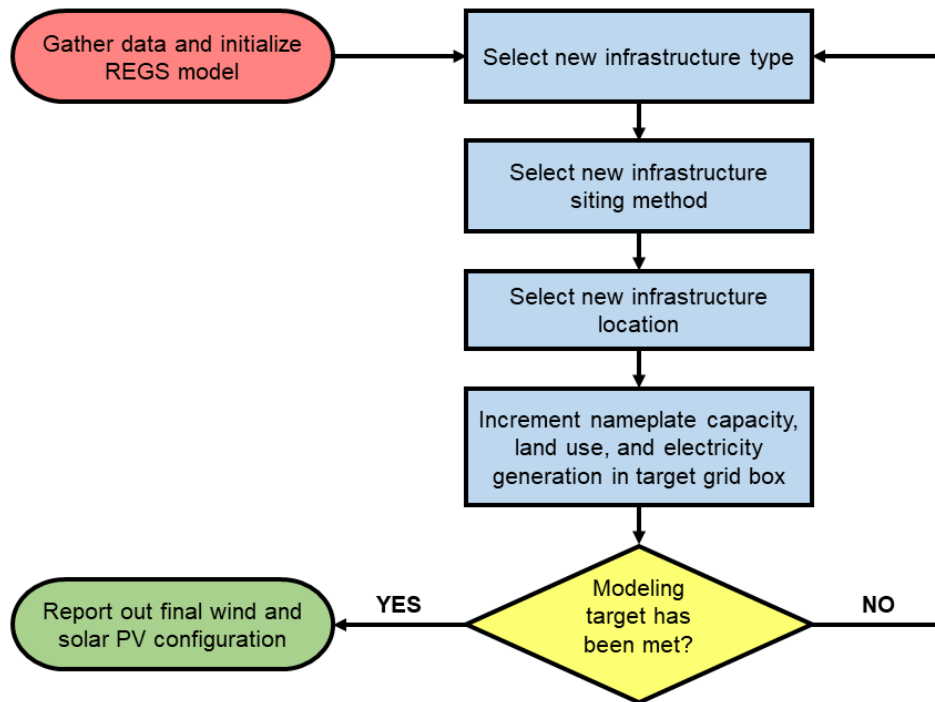 Gather data and initialize
REGS model
Select new infrastructure type
Select new infrastructure
siting method
Select new infrastructure
location
Increment nameplate capacity,
land use, and electricity
generation in target grid box
Modeling
target has
been met?
YES
NO
Report out final wind and
solar PV configuration